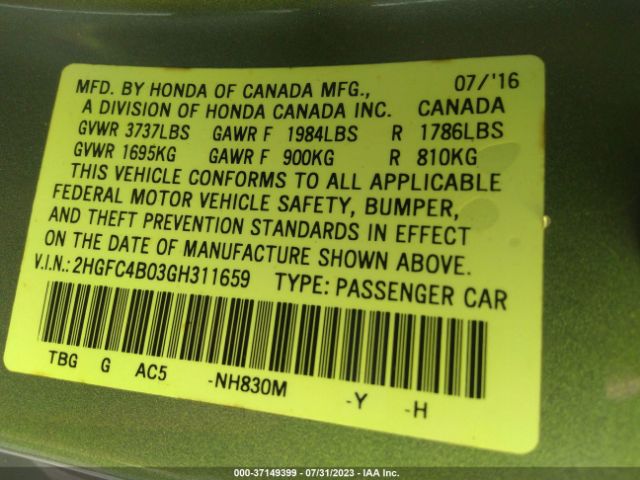 MFD. BY HONDA OF CANADA MFG., 07/'16
A DIVISION OF HONDA CANADA INC. CANADA
GVWR 3737LBS GAWR F 1984LBS R 1786LBS
GVWR 1695KG GAWR F 900KG R 810KG
THIS VEHICLE CONFORMS TO ALL APPLICABLE
FEDERAL MOTOR VEHICLE SAFETY, BUMPER,
AND THEFT PREVENTION STANDARDS IN EFFECT
ON THE DATE OF MANUFACTURE SHOWN ABOVE.
V.I.N.: 2HGFC4B03GH311659 TYPE: PASSENGER CAR
TBG G AC5 -NH830M -Y -H
000-37149399 - 07/31/2023 - IAA Inc.